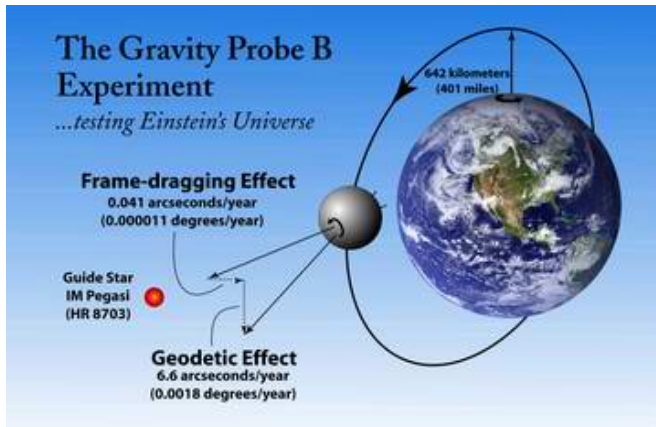 The Gravity Probe B
Experiment
...testing Einstein's Universe
642 kilometers
(401 miles)
Frame-dragging Effect
0.041 arcseconds/year
(0.000011 degrees/year)
Guide Star
IM Pegasi
(HR 8703)
Geodetic Effect
6.6 arcseconds/year
(0.0018 degrees/year)